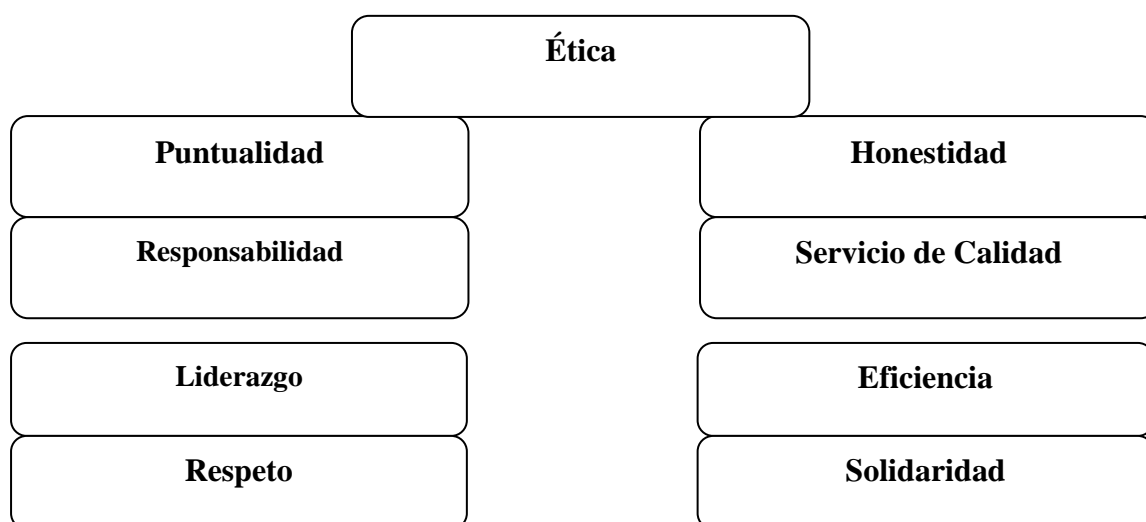 Ética
Puntualidad
Honestidad
Responsabilidad
Servicio de Calidad
Liderazgo
Eficiencia
Respeto
Solidaridad